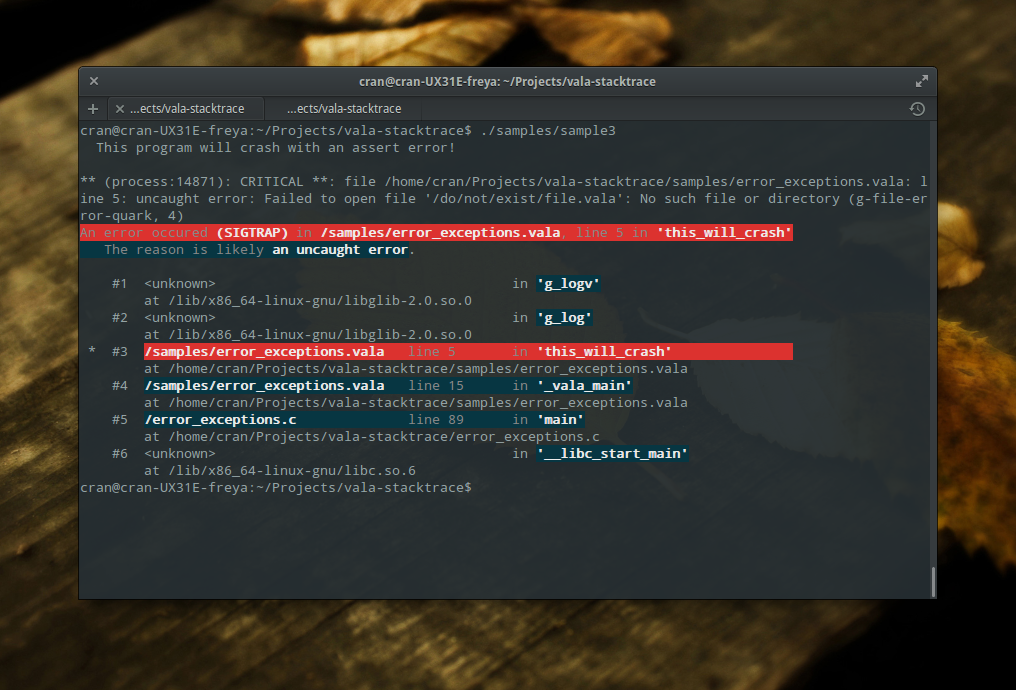 cran@cran-UX31E-freya: ~/Projects/vala-stacktrace
...ects/vala-stacktrace ...ects/vala-stacktrace
cran@cran-UX31E-freya:~/Projects/vala-stacktrace$ ./samples/sample3
This program will crash with an assert error!
** (process:14871): CRITICAL **: file /home/cran/Projects/vala-stacktrace/samples/error_exceptions.vala: l
ine 5: uncaught error: Failed to open file '/do/not/exist/file.vala': No such file or directory (g-file-er
ror-quark, 4)
An error occured (SIGTRAP) in /samples/error_exceptions.vala, line 5 in 'this_will_crash'
The reason is likely an uncaught error.
#1 <unknown> in 'g_logv'
at /lib/x86_64-linux-gnu/libglib-2.0.so.0
#2 <unknown> in 'g_log'
at /lib/x86_64-linux-gnu/libglib-2.0.so.0
* #3 /samples/error_exceptions.vala line 5 in 'this_will_crash'
at /home/cran/Projects/vala-stacktrace/samples/error_exceptions.vala
#4 /samples/error_exceptions.vala line 15 in '_vala_main'
at /home/cran/Projects/vala-stacktrace/samples/error_exceptions.vala
#5 /error_exceptions.c line 89 in 'main'
at /home/cran/Projects/vala-stacktrace/error_exceptions.c
#6 <unknown> in '__libc_start_main'
at /lib/x86_64-linux-gnu/libc.so.6
cran@cran-UX31E-freya:~/Projects/vala-stacktrace$